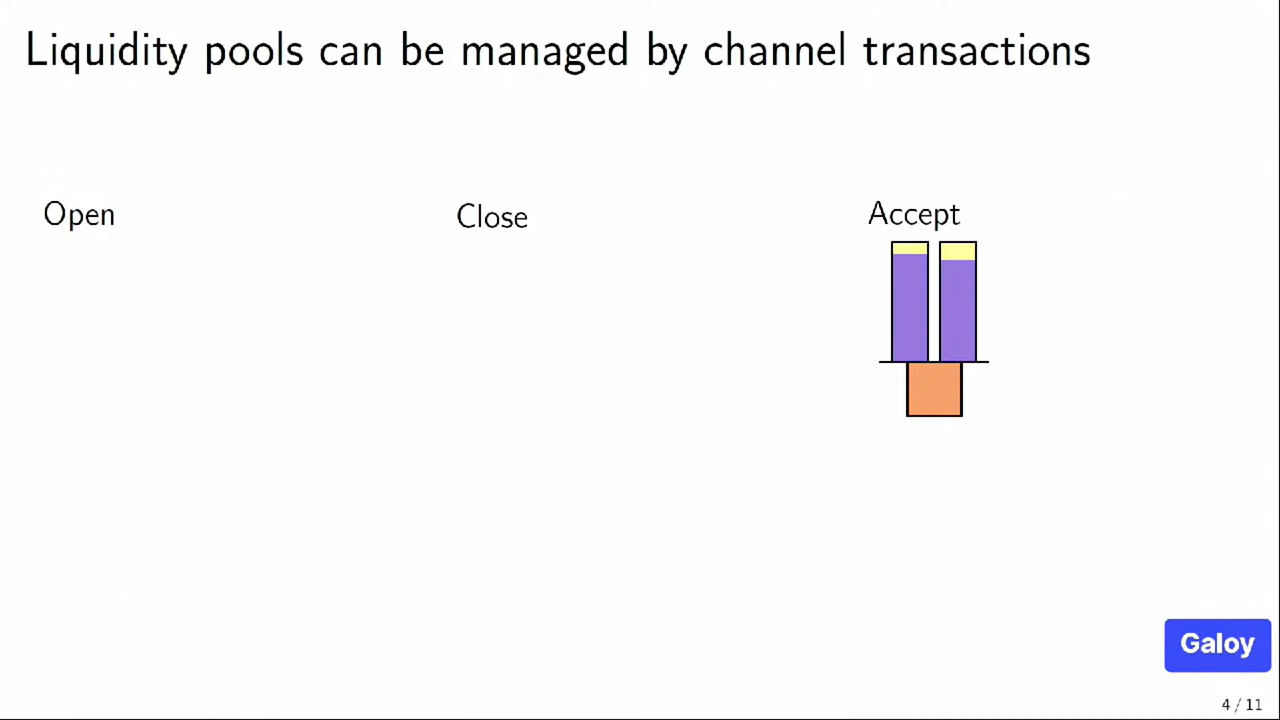 Liquidity pools can be managed by channel transactions
Open
Close
Accept
Galoy
4 / 11